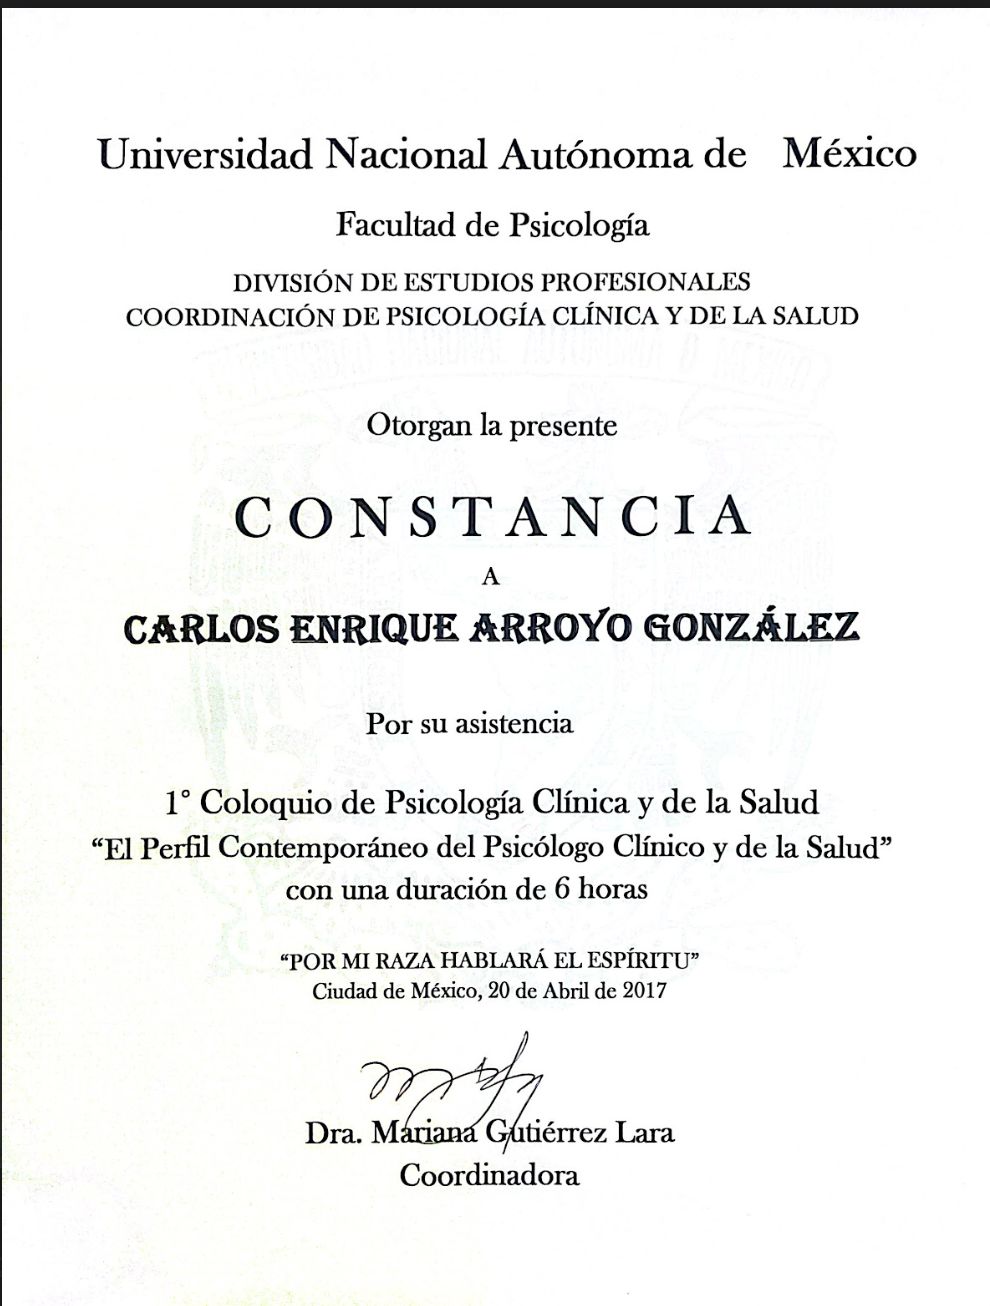 Universidad Nacional Autónoma de México
Facultad de Psicología
DIVISIÓN DE ESTUDIOS PROFESIONALES
COORDINACIÓN DE PSICOLOGÍA CLÍNICA Y DE LA SALUD
Otorgan la presente
CONSTANCIA
A
CARLOS ENRIQUE ARROYO GONZÁLEZ
Por su asistencia
1° Coloquio de Psicología Clínica y de la Salud
“El Perfil Contemporáneo del Psicólogo Clínico y de la Salud”
con una duración de 6 horas
“POR MI RAZA HABLARÁ EL ESPÍRITU”
Ciudad de México, 20 de Abril de 2017
Dra. Mariana Gutiérrez Lara
Coordinadora